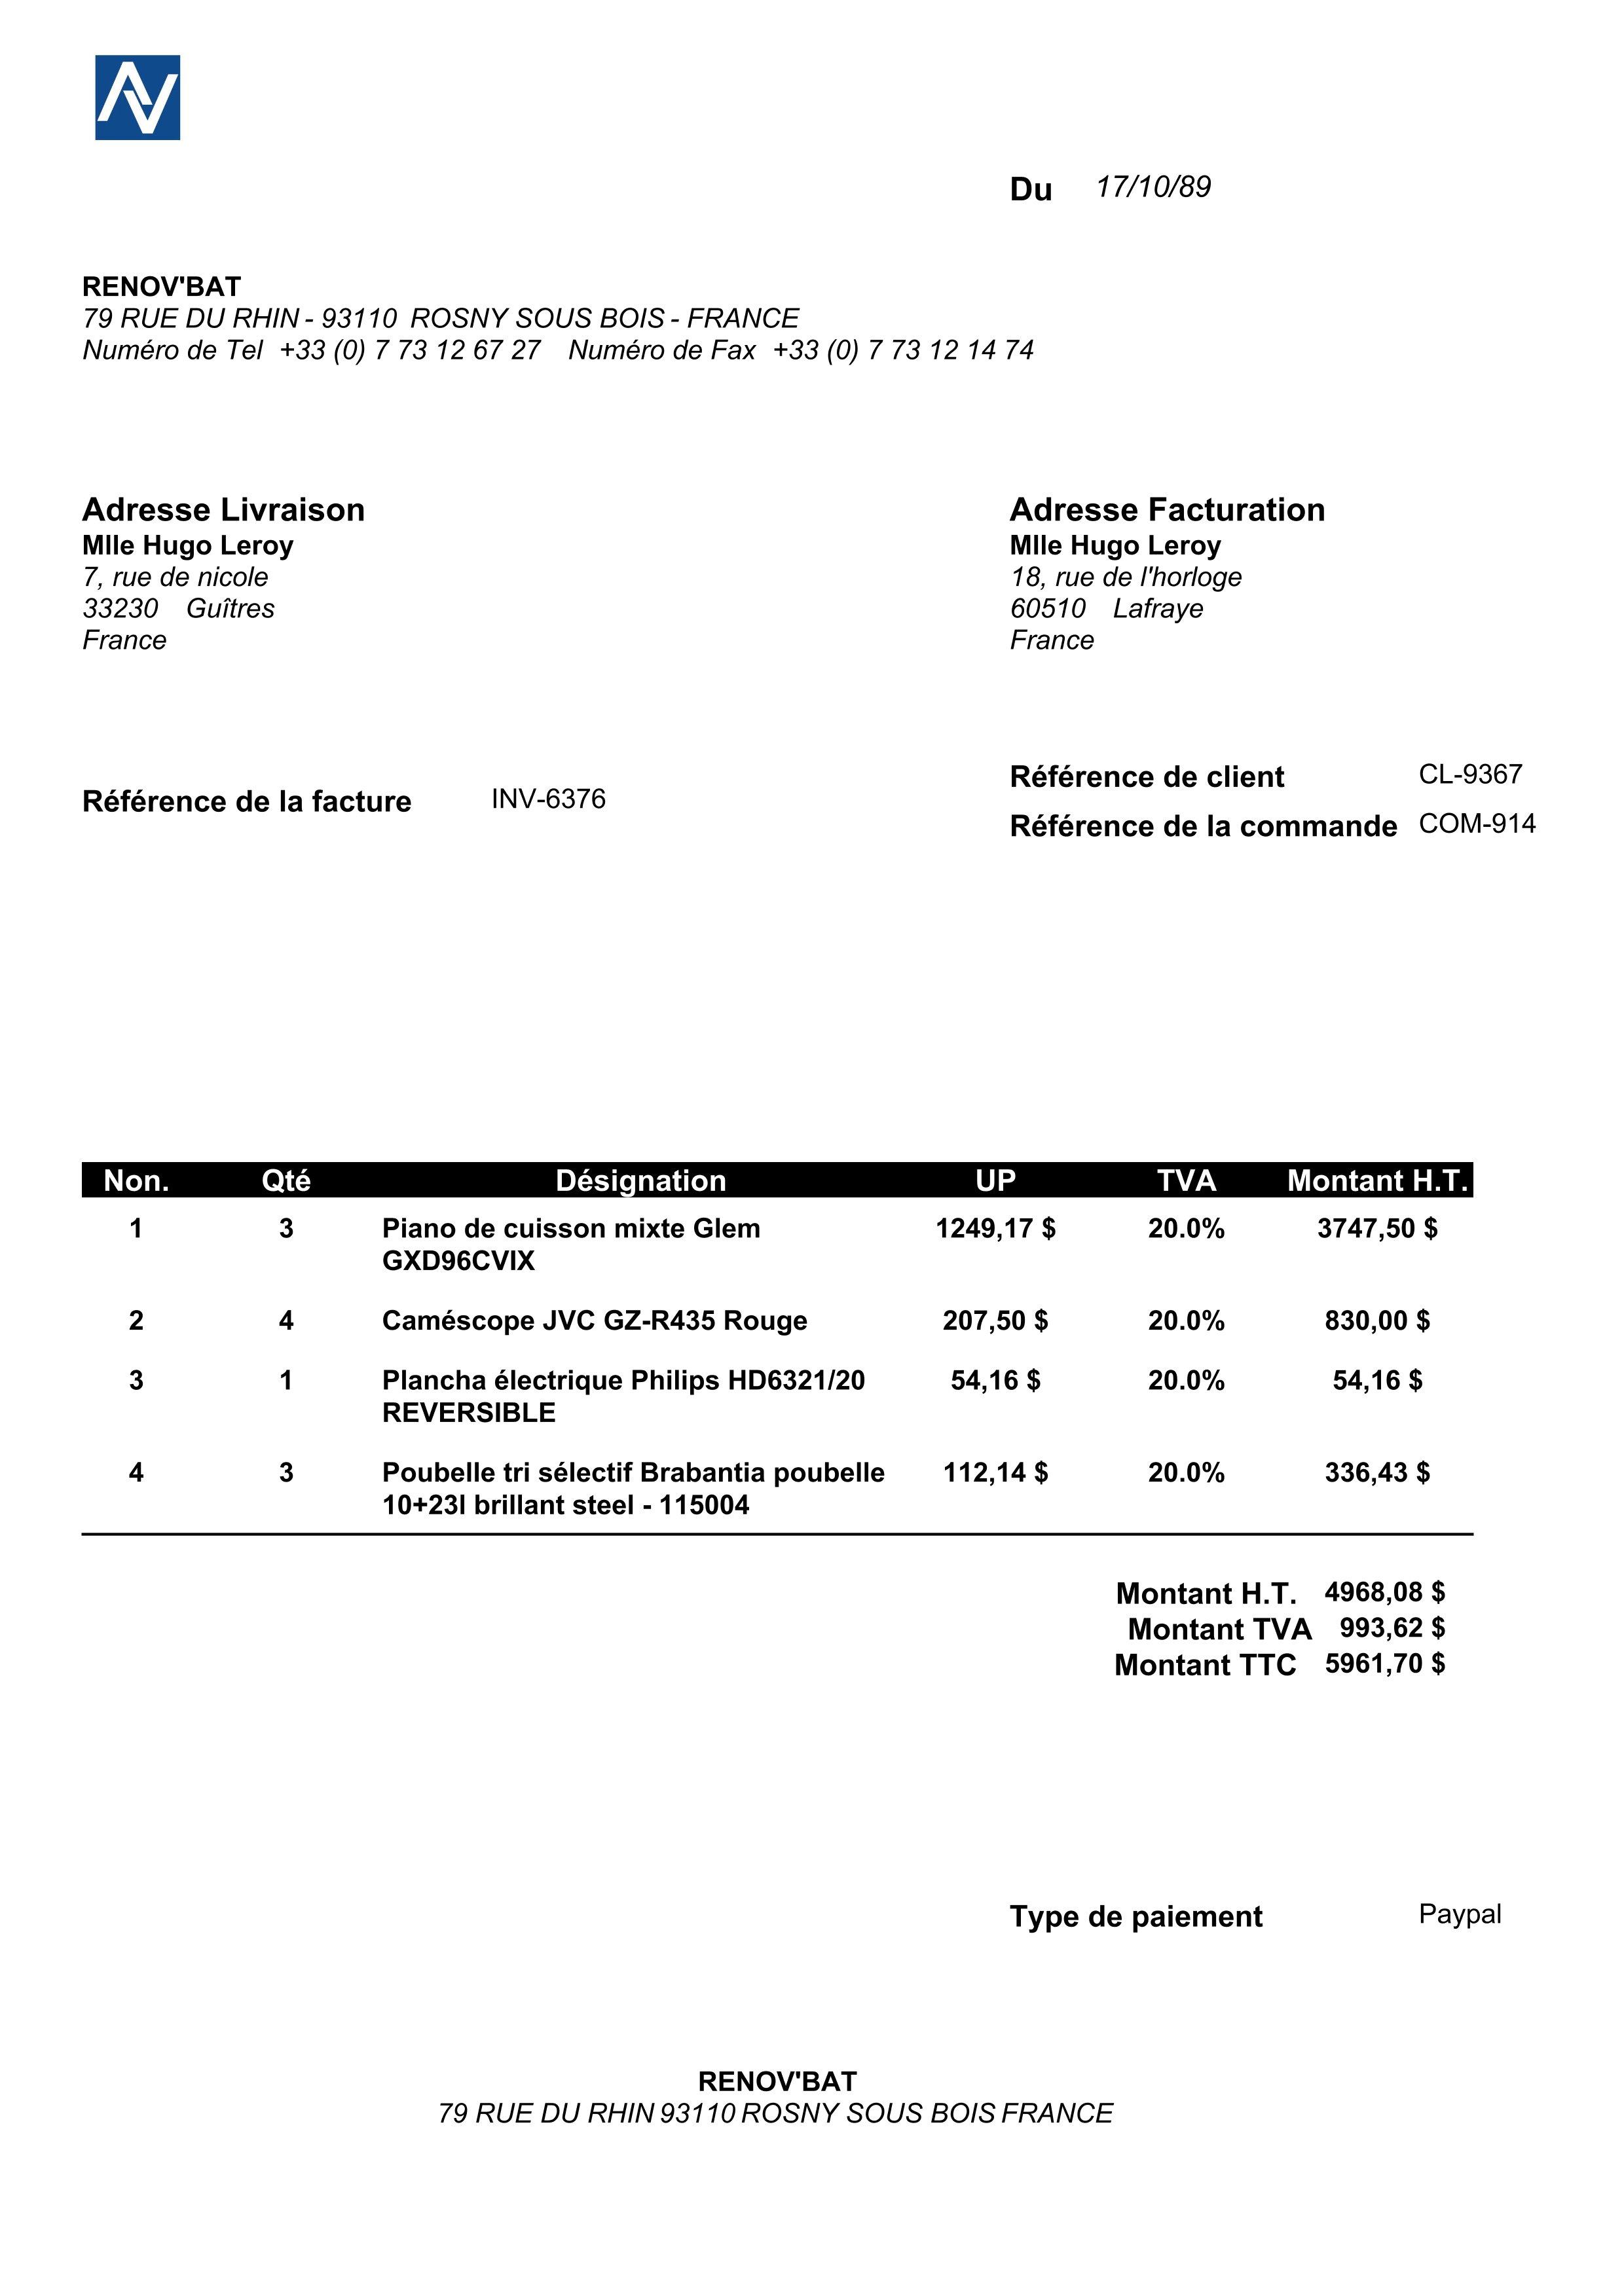 Du 17/10/89
RENOV'BAT
79 RUE DU RHIN - 93110 ROSNY SOUS BOIS - FRANCE
Numéro de Tel +33 (0) 7 73 12 67 27 Numéro de Fax +33 (0) 7 73 12 14 74
Adresse Livraison
Mlle Hugo Leroy
7, rue de nicole
33230 Guîtres
France
Adresse Facturation
Mlle Hugo Leroy
18, rue de l'horloge
60510 Lafraye
France
Référence de la facture INV-6376
Référence de client CL-9367
Référence de la commande COM-914
Non. Qté Désignation UP TVA Montant H.T.
1 3 Piano de cuisson mixte Glem 1249,17 $ 20.0% 3747,50 $
GXD96CVIX
2 4 Caméscope JVC GZ-R435 Rouge 207,50 $ 20.0% 830,00 $
3 1 Plancha électrique Philips HD6321/20 54,16 $ 20.0% 54,16 $
REVERSIBLE
4 3 Poubelle tri sélectif Brabantia poubelle 112,14 $ 20.0% 336,43 $
10+23l brillant steel - 115004
Montant H.T. 4968,08 $
Montant TVA 993,62 $
Montant TTC 5961,70 $
Type de paiement Paypal
RENOV'BAT
79 RUE DU RHIN 93110 ROSNY SOUS BOIS FRANCE